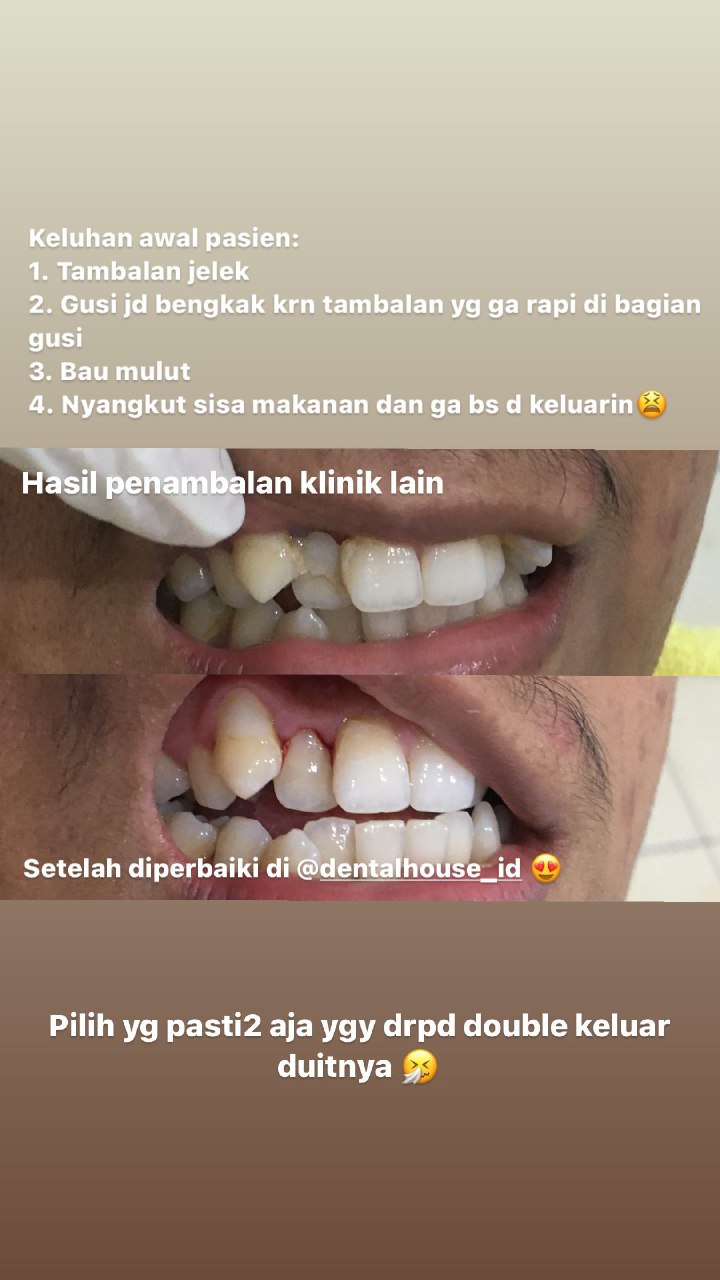 Keluhan awal pasien:
1. Tambalan jelek
2. Gusi jd bengkak krn tambalan yg ga rapi di bagian
gusi
3. Bau mulut
4. Nyangkut sisa makanan dan ga bs d keluarin😫
Hasil penambalan klinik lain
Setelah diperbaiki di @dentalhouse_id 😍
Pilih yg pasti2 aja ygy drpd double keluar
duitnya 🤧